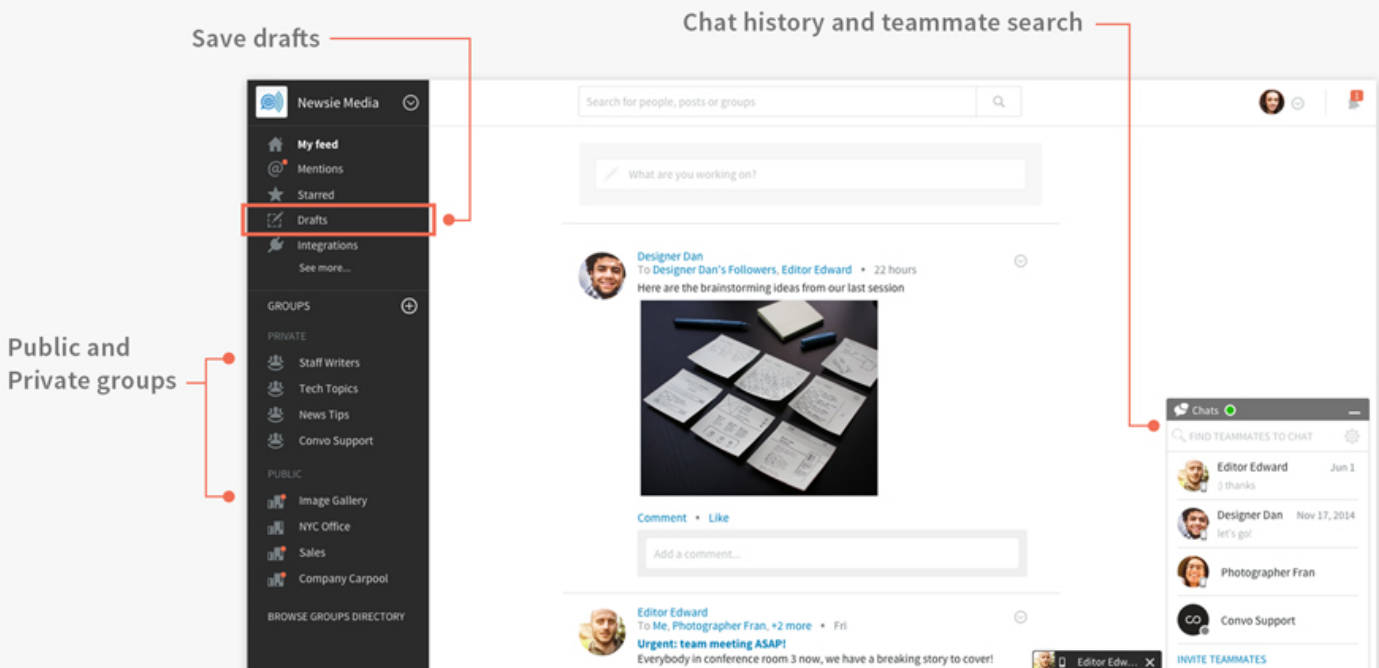 Save drafts
Chat history and teammate search
Public and
Private groups
Newsie Media
My feed
Mentions
Starred
Drafts
Integrations
See more...
GROUPS
PRIVATE
Staff Writers
Tech Topics
News Tips
Convo Support
PUBLIC
Image Gallery
NYC Office
Sales
Company Carpool
BROWSE GROUPS DIRECTORY
Search for people, posts or groups
1
What are you working on?
Designer Dan
To Designer Dan's Followers, Editor Edward • 22 hours
Here are the brainstorming ideas from our last session
Comment • Like
Add a comment...
Editor Edward
To Me, Photographer Fran, +2 more • Fri
Urgent: team meeting ASAP!
Everybody in conference room 3 now, we have a breaking story to cover!
Chats
FIND TEAMMATES TO CHAT
Editor Edward Jun 1
:) thanks
Designer Dan Nov 17, 2014
let's go!
Photographer Fran
Convo Support
INVITE TEAMMATES
Editor Edw... X